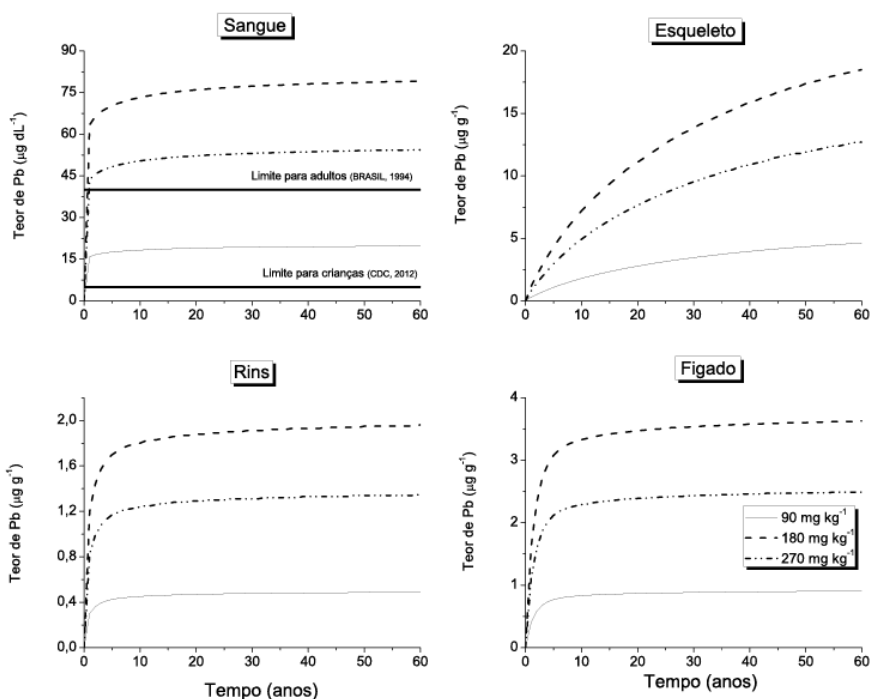 Sangue
Teor de Pb (µg dL⁻¹)
90
75
60
45
30
15
0
Limite para adultos (BRASIL, 1994)
Limite para crianças (CDC, 2012)
0 10 20 30 40 50 60
Esqueleto
Teor de Pb (µg g⁻¹)
20
15
10
5
0
0 10 20 30 40 50 60
Rins
Teor de Pb (µg g⁻¹)
2,0
1,6
1,2
0,8
0,4
0,0
0 10 20 30 40 50 60
Tempo (anos)
Figado
Teor de Pb (µg g⁻¹)
4
3
2
1
0
90 mg kg⁻¹
180 mg kg⁻¹
270 mg kg⁻¹
0 10 20 30 40 50 60
Tempo (anos)